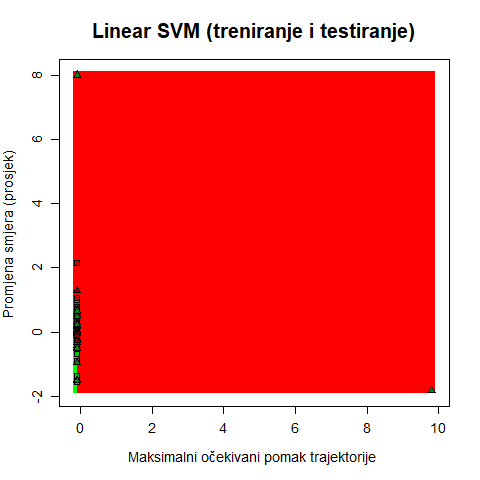 Linear SVM (treniranje i testiranje)
Promjena smjera (prosjek)
8
6
4
2
0
-2
0 2 4 6 8 10
Maksimalni očekivani pomak trajektorije